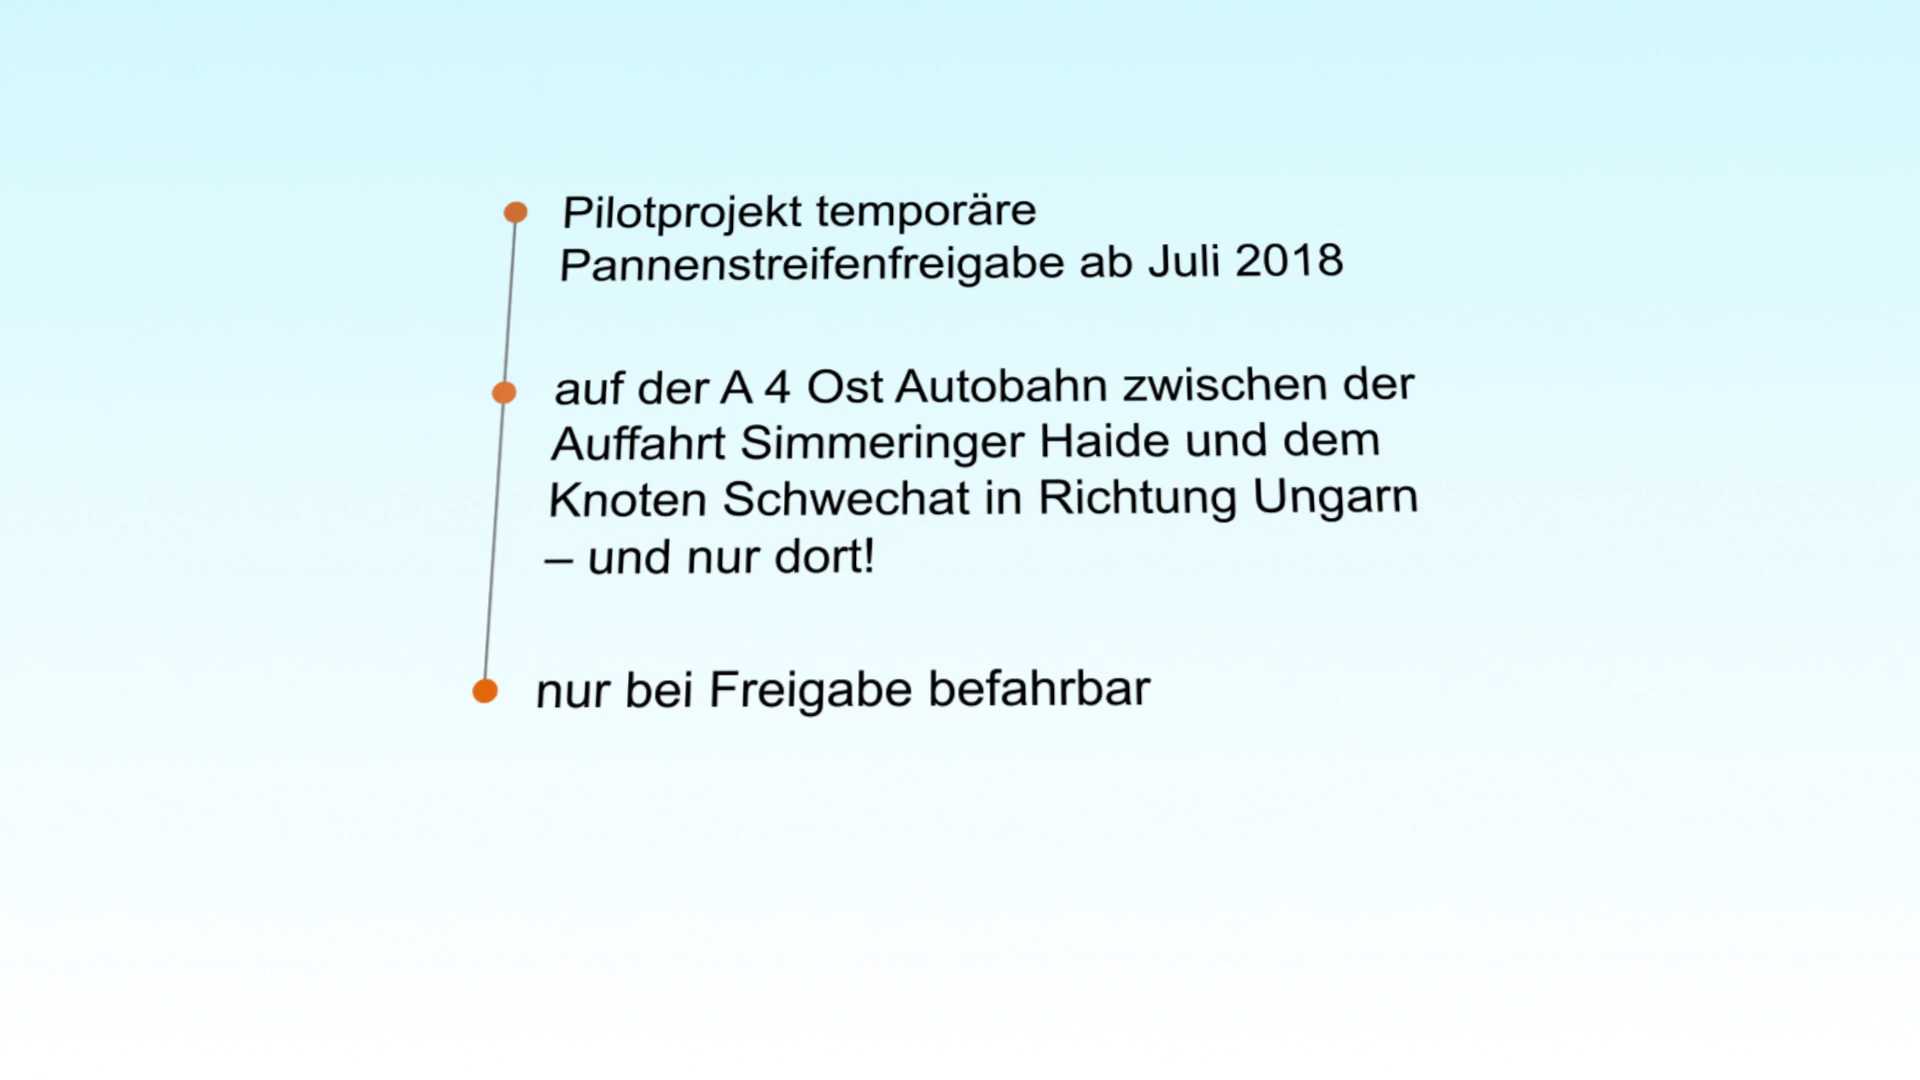 Pilotprojekt temporäre
Pannenstreifenfreigabe ab Juli 2018
auf der A 4 Ost Autobahn zwischen der
Auffahrt Simmeringer Haide und dem
Knoten Schwechat in Richtung Ungarn
– und nur dort!
nur bei Freigabe befahrbar